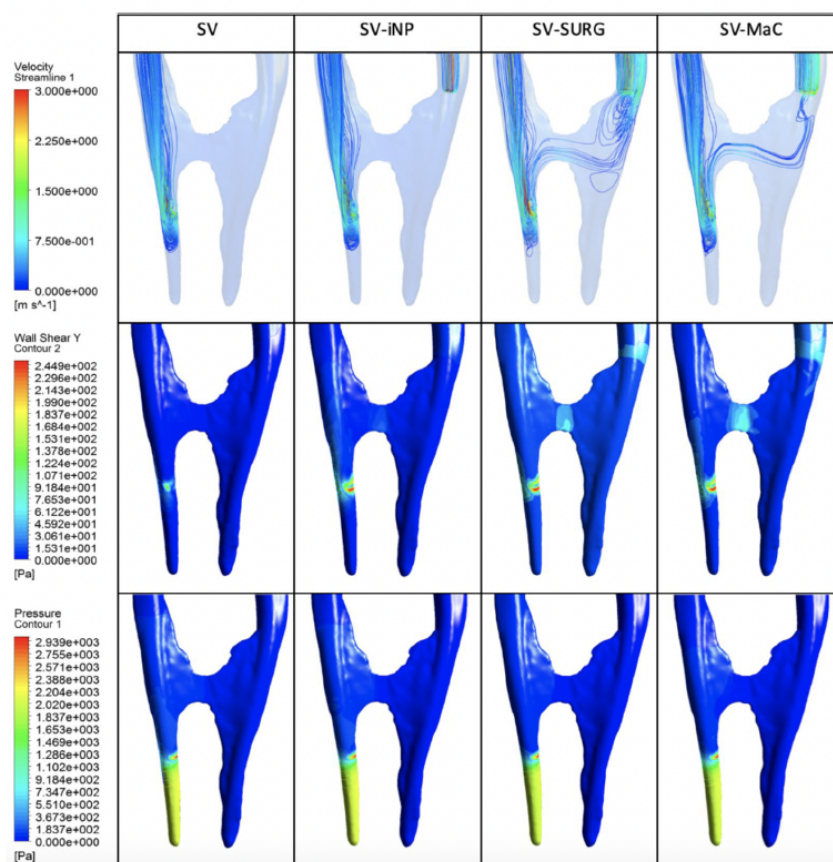 SV
SV-iNP
SV-SURG
SV-MaC
Velocity
Streamline 1
3.000e+000
2.250e+000
1.500e+000
7.500e-001
0.000e+000
[m s^-1]
Wall Shear Y
Contour 2
2.449e+002
2.296e+002
2.143e+002
1.990e+002
1.837e+002
1.684e+002
1.531e+002
1.378e+002
1.224e+002
1.071e+002
9.184e+001
7.653e+001
6.122e+001
4.592e+001
3.061e+001
1.531e+001
0.000e+000
[Pa]
Pressure
Contour 1
2.939e+003
2.755e+003
2.571e+003
2.388e+003
2.204e+003
2.020e+003
1.837e+003
1.653e+003
1.469e+003
1.286e+003
1.102e+003
9.184e+002
7.347e+002
5.510e+002
3.673e+002
1.837e+002
0.000e+000
[Pa]